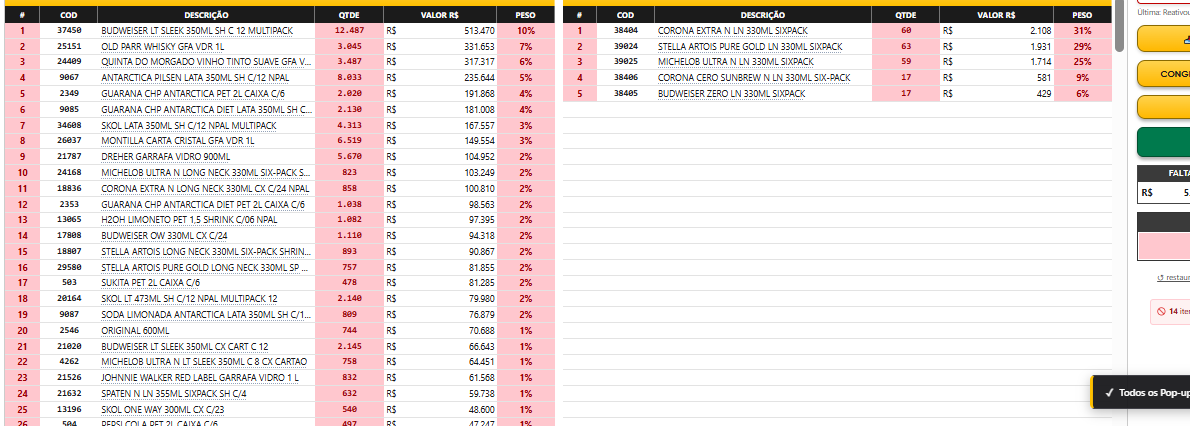 # COD DESCRIÇÃO QTDE VALOR R$ PESO
1 37450 BUDWEISER LT SLEEK 350ML SH C 12 MULTIPACK 12.487 R$ 513.470 10%
2 25151 OLD PARR WHISKY GFA VDR 1L 3.045 R$ 331.653 7%
3 24409 QUINTA DO MORGADO VINHO TINTO SUAVE GFA V... 3.487 R$ 317.317 6%
4 9067 ANTARCTICA PILSEN LATA 350ML SH C/12 NPAL 8.033 R$ 235.644 5%
5 2349 GUARANA CHP ANTARCTICA PET 2L CAIXA C/6 2.020 R$ 191.868 4%
6 9085 GUARANA CHP ANTARCTICA DIET LATA 350ML SH C... 2.130 R$ 181.008 4%
7 34608 SKOL LATA 350ML SH C/12 NPAL MULTIPACK 4.313 R$ 167.557 3%
8 26037 MONTILLA CARTA CRISTAL GFA VDR 1L 6.519 R$ 149.554 3%
9 21787 DREHER GARRAFA VIDRO 900ML 5.670 R$ 104.952 2%
10 24168 MICHELOB ULTRA N LONG NECK 330ML SIX-PACK S... 823 R$ 103.249 2%
11 18836 CORONA EXTRA N LONG NECK 330ML CX C/24 NPAL 858 R$ 100.810 2%
12 2353 GUARANA CHP ANTARCTICA DIET PET 2L CAIXA C/6 1.038 R$ 98.563 2%
13 13065 H2OH LIMONETO PET 1,5 SHRINK C/06 NPAL 1.082 R$ 97.395 2%
14 17808 BUDWEISER OW 330ML CX C/24 1.110 R$ 94.318 2%
15 18807 STELLA ARTOIS LONG NECK 330ML SIX-PACK SHRIN... 893 R$ 90.867 2%
16 29580 STELLA ARTOIS PURE GOLD LONG NECK 330ML SP ... 757 R$ 81.855 2%
17 503 SUKITA PET 2L CAIXA C/6 478 R$ 81.285 2%
18 20164 SKOL LT 473ML SH C/12 NPAL MULTIPACK 12 2.140 R$ 79.980 2%
19 9087 SODA LIMONADA ANTARCTICA LATA 350ML SH C/1... 809 R$ 76.879 2%
20 2546 ORIGINAL 600ML 744 R$ 70.688 1%
21 21020 BUDWEISER LT SLEEK 350ML CX CART C 12 2.145 R$ 66.643 1%
22 4262 MICHELOB ULTRA N LT SLEEK 350ML C 8 CX CARTAO 758 R$ 64.451 1%
23 21526 JOHNNIE WALKER RED LABEL GARRAFA VIDRO 1 L 832 R$ 61.568 1%
24 21632 SPATEN N LN 355ML SIXPACK SH C/4 632 R$ 59.738 1%
25 13196 SKOL ONE WAY 300ML CX C/23 540 R$ 48.600 1%
26 504 PEPSI COLA PET 2L CAIXA C/6 497 R$ 47.247 1%
# COD DESCRIÇÃO QTDE VALOR R$ PESO
1 38404 CORONA EXTRA N LN 330ML SIXPACK 60 R$ 2.108 31%
2 39024 STELLA ARTOIS PURE GOLD LN 330ML SIXPACK 63 R$ 1.931 29%
3 39025 MICHELOB ULTRA N LN 330ML SIXPACK 59 R$ 1.714 25%
4 38406 CORONA CERO SUNBREW N LN 330ML SIX-PACK 17 R$ 581 9%
5 38405 BUDWEISER ZERO LN 330ML SIXPACK 17 R$ 429 6%
Última: Reativou
CONGE
FALTA
R$ 5.
↺ restaur
14 iter
✓ Todos os Pop-up